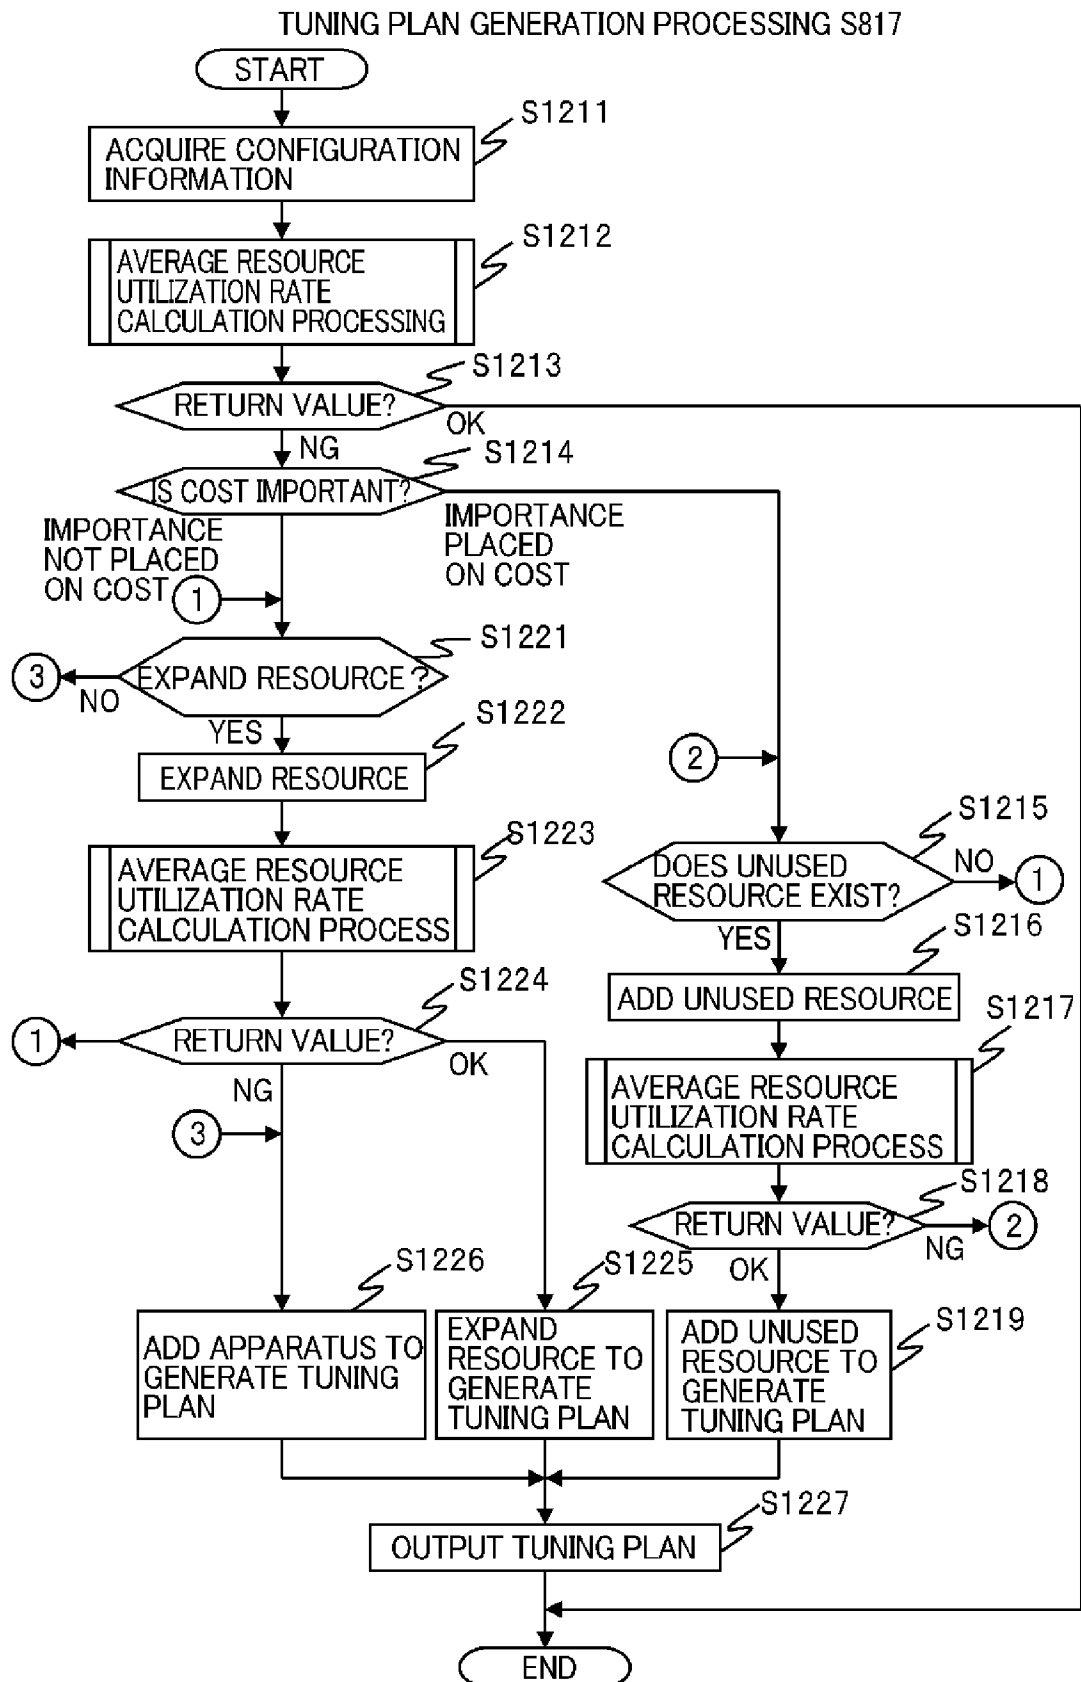 TUNING PLAN GENERATION PROCESSING S817
START
S1211
ACQUIRE CONFIGURATION
INFORMATION
S1212
AVERAGE RESOURCE
UTILIZATION RATE
CALCULATION PROCESSING
S1213
RETURN VALUE?
OK
NG
S1214
IS COST IMPORTANT?
IMPORTANCE
NOT PLACED
ON COST
IMPORTANCE
PLACED
ON COST
1
S1221
EXPAND RESOURCE?
3
NO
YES
S1222
EXPAND RESOURCE
2
S1223
AVERAGE RESOURCE
UTILIZATION RATE
CALCULATION PROCESS
S1215
DOES UNUSED
RESOURCE EXIST?
NO
1
YES
S1216
ADD UNUSED RESOURCE
S1224
RETURN VALUE?
1
OK
NG
3
S1217
AVERAGE RESOURCE
UTILIZATION RATE
CALCULATION PROCESS
S1218
RETURN VALUE?
2
NG
OK
S1226
ADD APPARATUS TO
GENERATE TUNING
PLAN
S1225
EXPAND
RESOURCE TO
GENERATE
TUNING PLAN
S1219
ADD UNUSED
RESOURCE TO
GENERATE
TUNING PLAN
S1227
OUTPUT TUNING PLAN
END